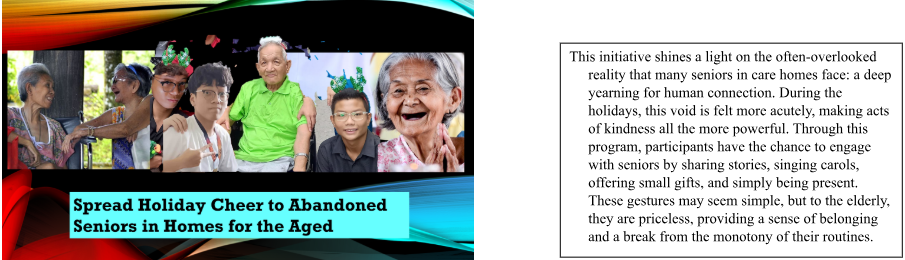 Spread Holiday Cheer to Abandoned
Seniors in Homes for the Aged
This initiative shines a light on the often-overlooked
reality that many seniors in care homes face: a deep
yearning for human connection. During the
holidays, this void is felt more acutely, making acts
of kindness all the more powerful. Through this
program, participants have the chance to engage
with seniors by sharing stories, singing carols,
offering small gifts, and simply being present.
These gestures may seem simple, but to the elderly,
they are priceless, providing a sense of belonging
and a break from the monotony of their routines.